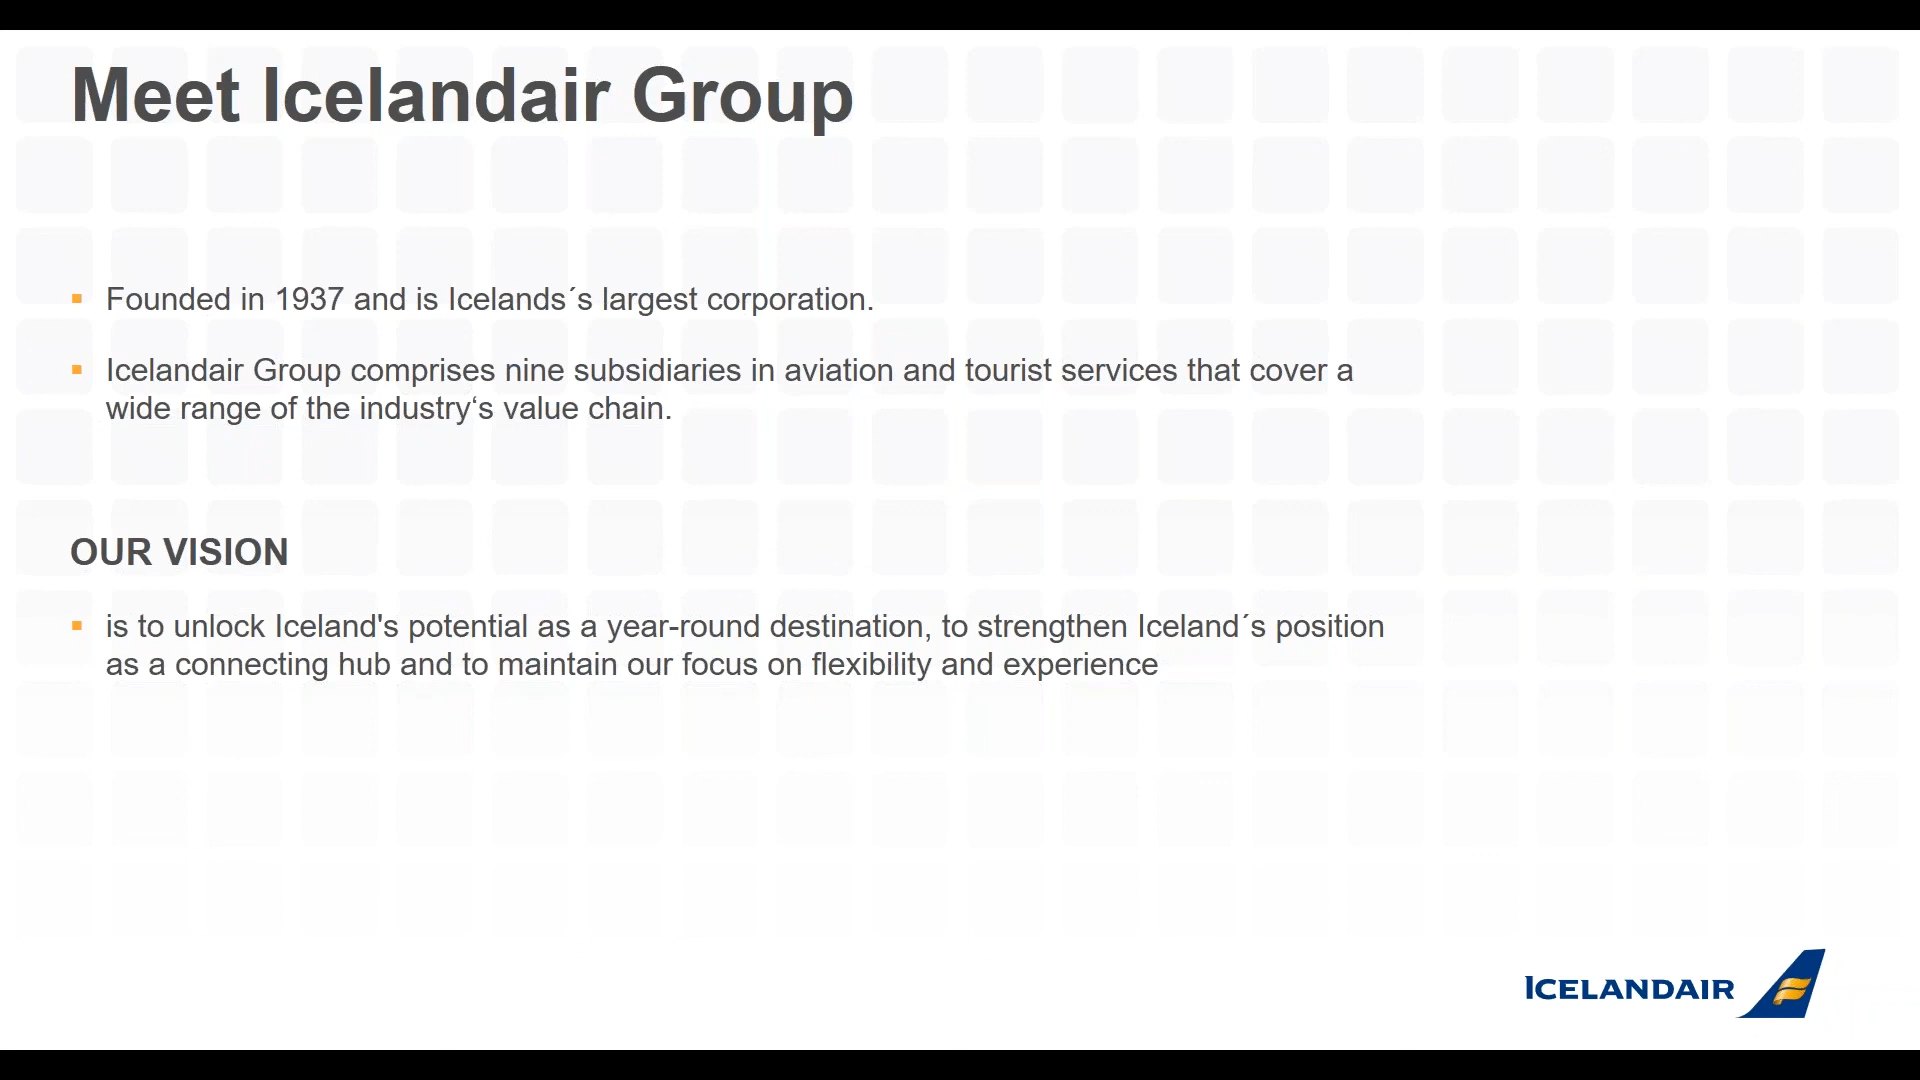 Meet Icelandair Group
▪ Founded in 1937 and is Icelands´s largest corporation.
▪ Icelandair Group comprises nine subsidiaries in aviation and tourist services that cover a
wide range of the industry‘s value chain.
OUR VISION
▪ is to unlock Iceland's potential as a year-round destination, to strengthen Iceland´s position
as a connecting hub and to maintain our focus on flexibility and experience
ICELANDAIR